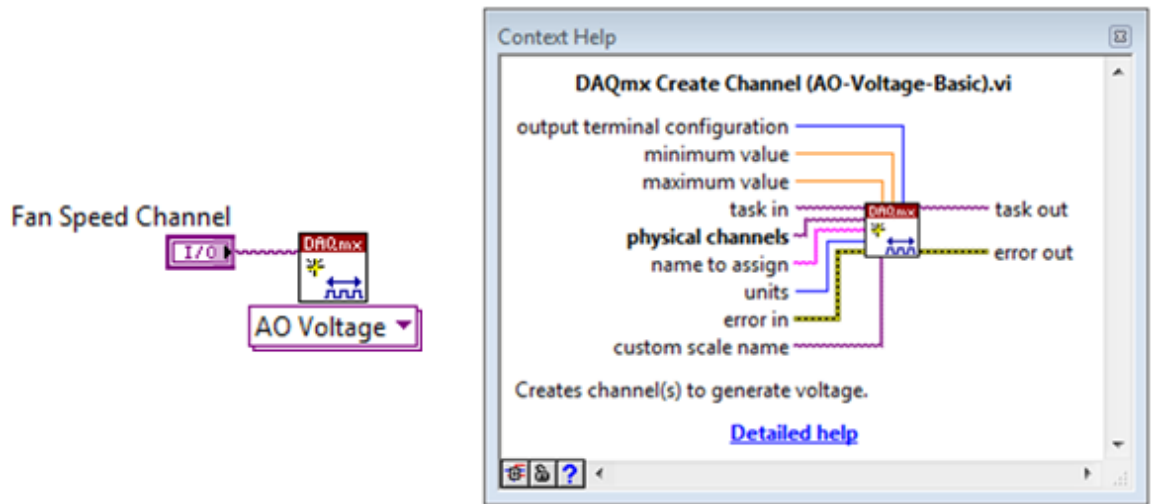 Fan Speed Channel
I/O
DAQmx
AO Voltage
Context Help
DAQmx Create Channel (AO-Voltage-Basic).vi
output terminal configuration
minimum value
maximum value
task in
DAQmx
task out
physical channels
name to assign
error out
units
error in
custom scale name
Creates channel(s) to generate voltage.
Detailed help
?